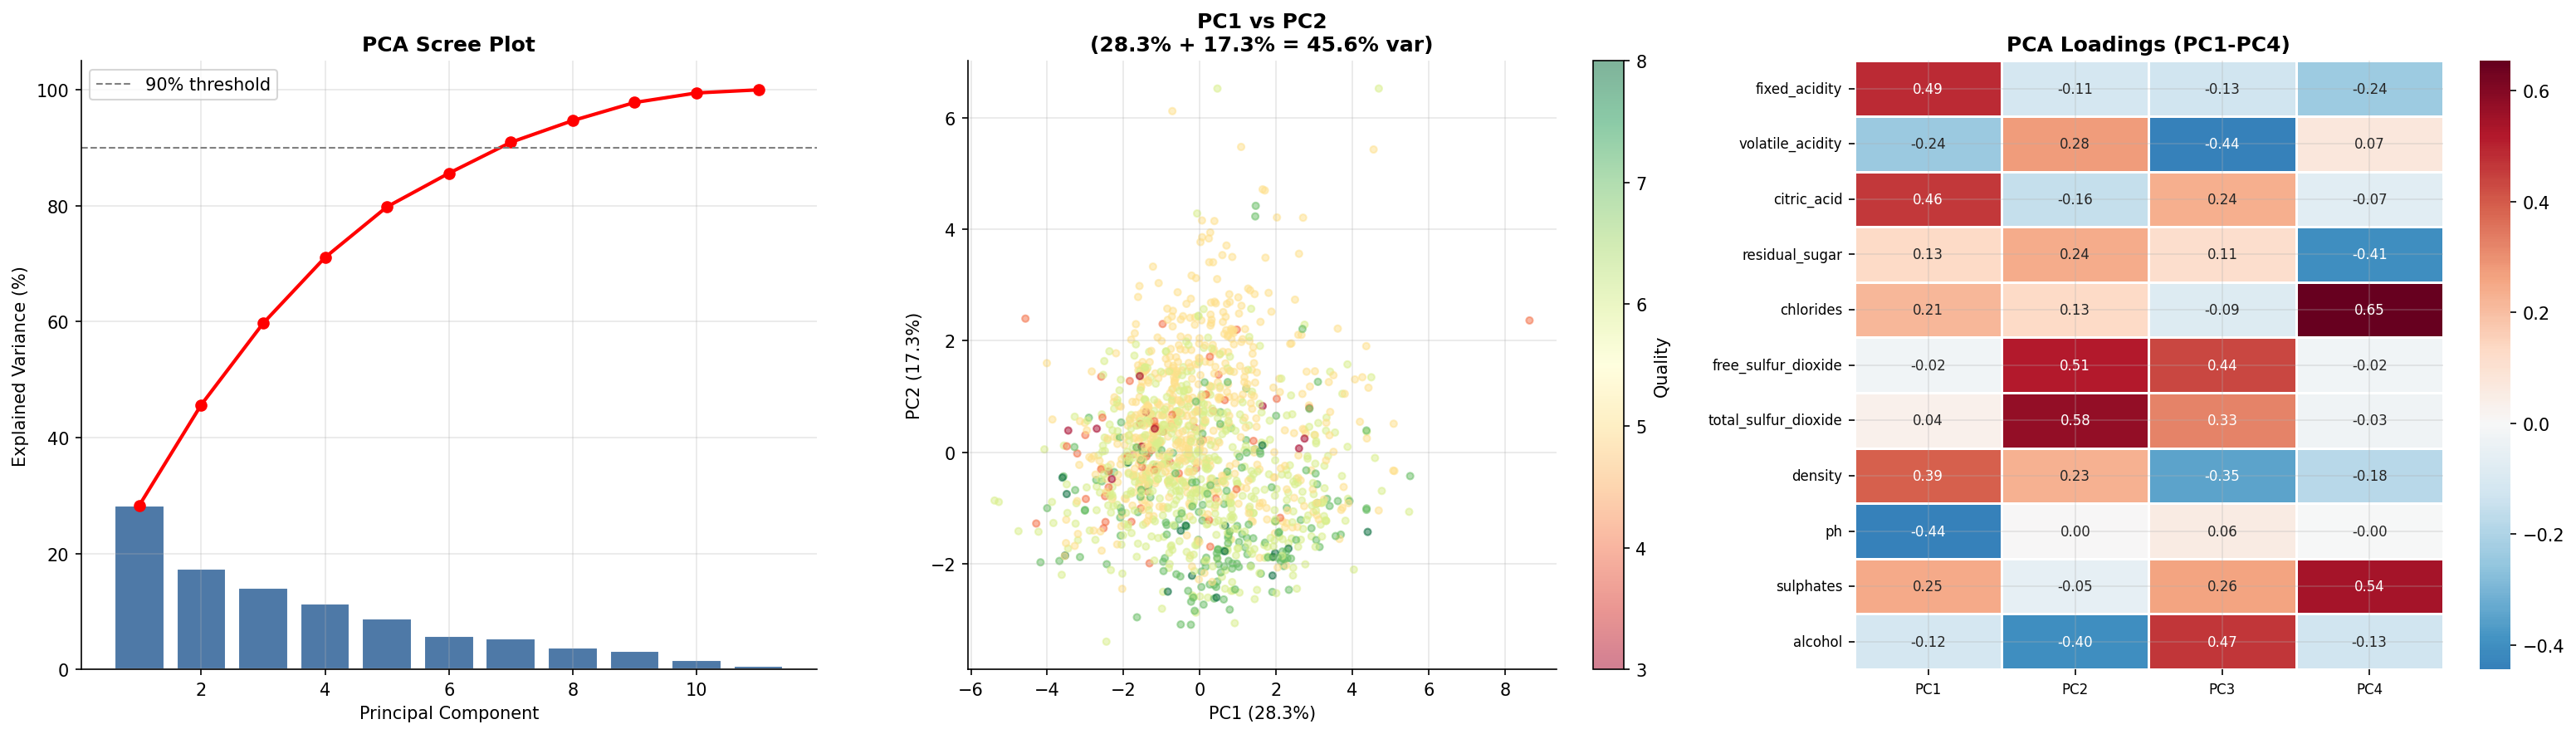 PCA Scree Plot
90% threshold
100
80
60
40
20
0
Explained Variance (%)
2
4
6
8
10
Principal Component
PC1 vs PC2
(28.3% + 17.3% = 45.6% var)
6
4
2
0
−2
PC2 (17.3%)
−6
−4
−2
0
2
4
6
8
PC1 (28.3%)
8
7
6
5
4
3
Quality
PCA Loadings (PC1-PC4)
fixed_acidity 0.49 -0.11 -0.13 -0.24
volatile_acidity -0.24 0.28 -0.44 0.07
citric_acid 0.46 -0.16 0.24 -0.07
residual_sugar 0.13 0.24 0.11 -0.41
chlorides 0.21 0.13 -0.09 0.65
free_sulfur_dioxide -0.02 0.51 0.44 -0.02
total_sulfur_dioxide 0.04 0.58 0.33 -0.03
density 0.39 0.23 -0.35 -0.18
ph -0.44 0.00 0.06 -0.00
sulphates 0.25 -0.05 0.26 0.54
alcohol -0.12 -0.40 0.47 -0.13
PC1 PC2 PC3 PC4
0.6
0.4
0.2
0.0
−0.2
−0.4